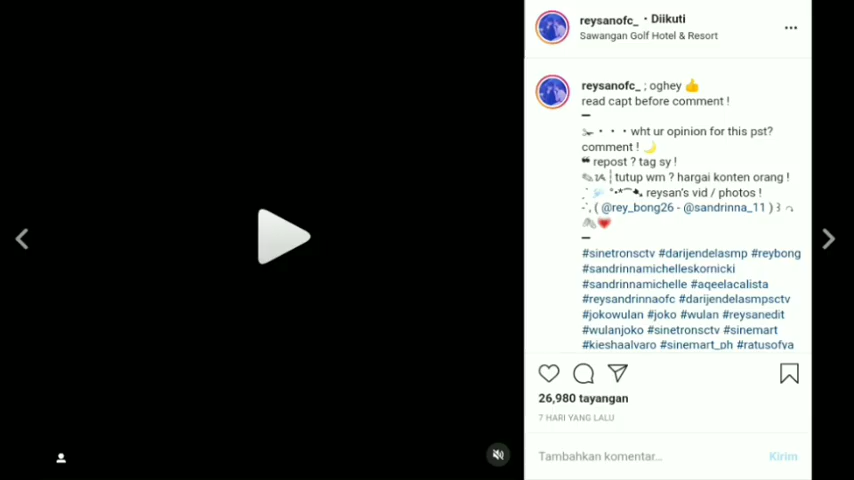 reysanofc_ • Diikuti
Sawangan Golf Hotel & Resort
reysanofc_ ; oghey 👍
read capt before comment !
–
✁・・・wht ur opinion for this pst?
comment ! 🌙
❝ repost ? tag sy !
tutup wm ? hargai konten orang !
reysan's vid / photos !
( @rey_bong26 - @sandrinna_11 )
–
#sinetronsctv #darijendelasmp #reybong
#sandrinnamichelleskornicki
#sandrinnamichelle #aqeelacalista
#reysandrinnaofc #darijendelasmpsctv
#jokowulan #joko #wulan #reysanedit
#wulanjoko #sinetronsctv #sinemart
#kieshaalvaro #sinemart_ph #ratusofya
26,980 tayangan
7 HARI YANG LALU
Tambahkan komentar...
Kirim